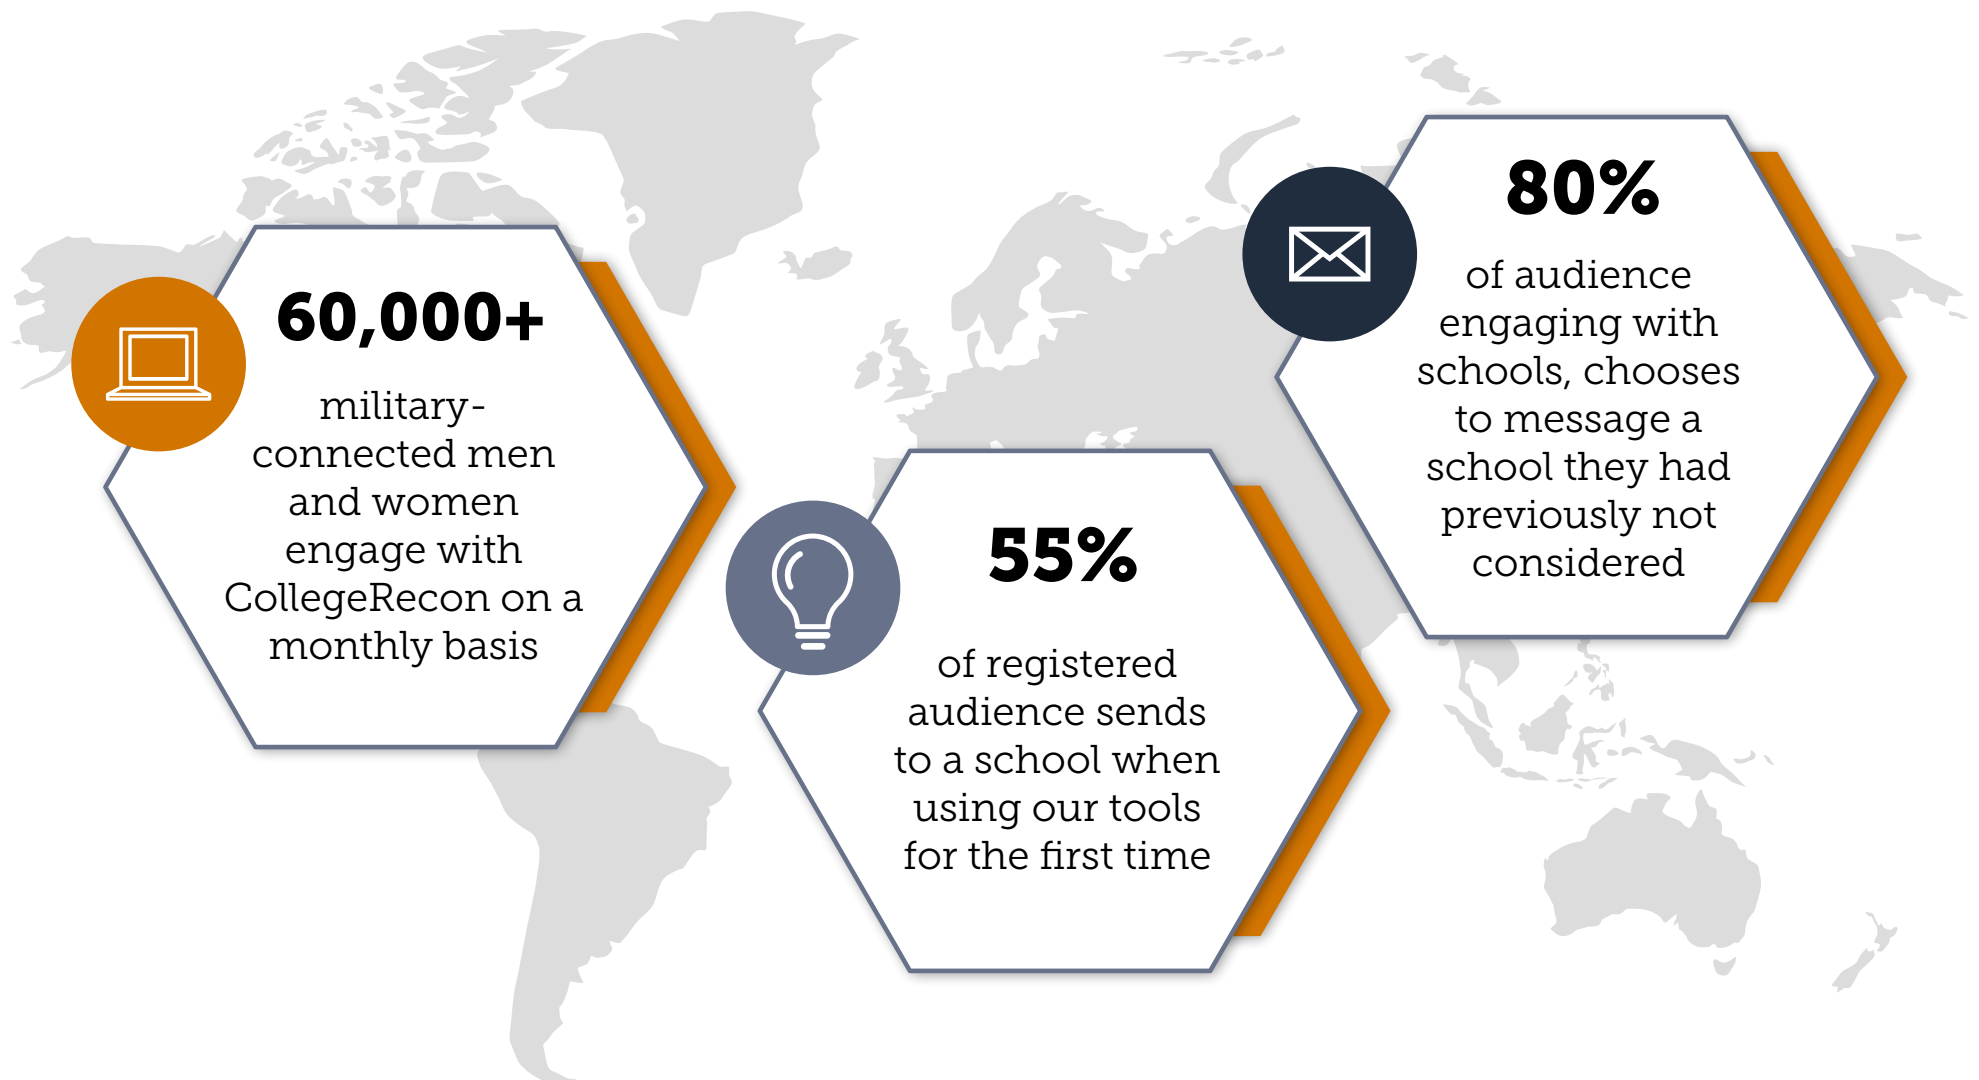 60,000+
military-
connected men
and women
engage with
CollegeRecon on a
monthly basis
55%
of registered
audience sends
to a school when
using our tools
for the first time
80%
of audience
engaging with
schools, chooses
to message a
school they had
previously not
considered